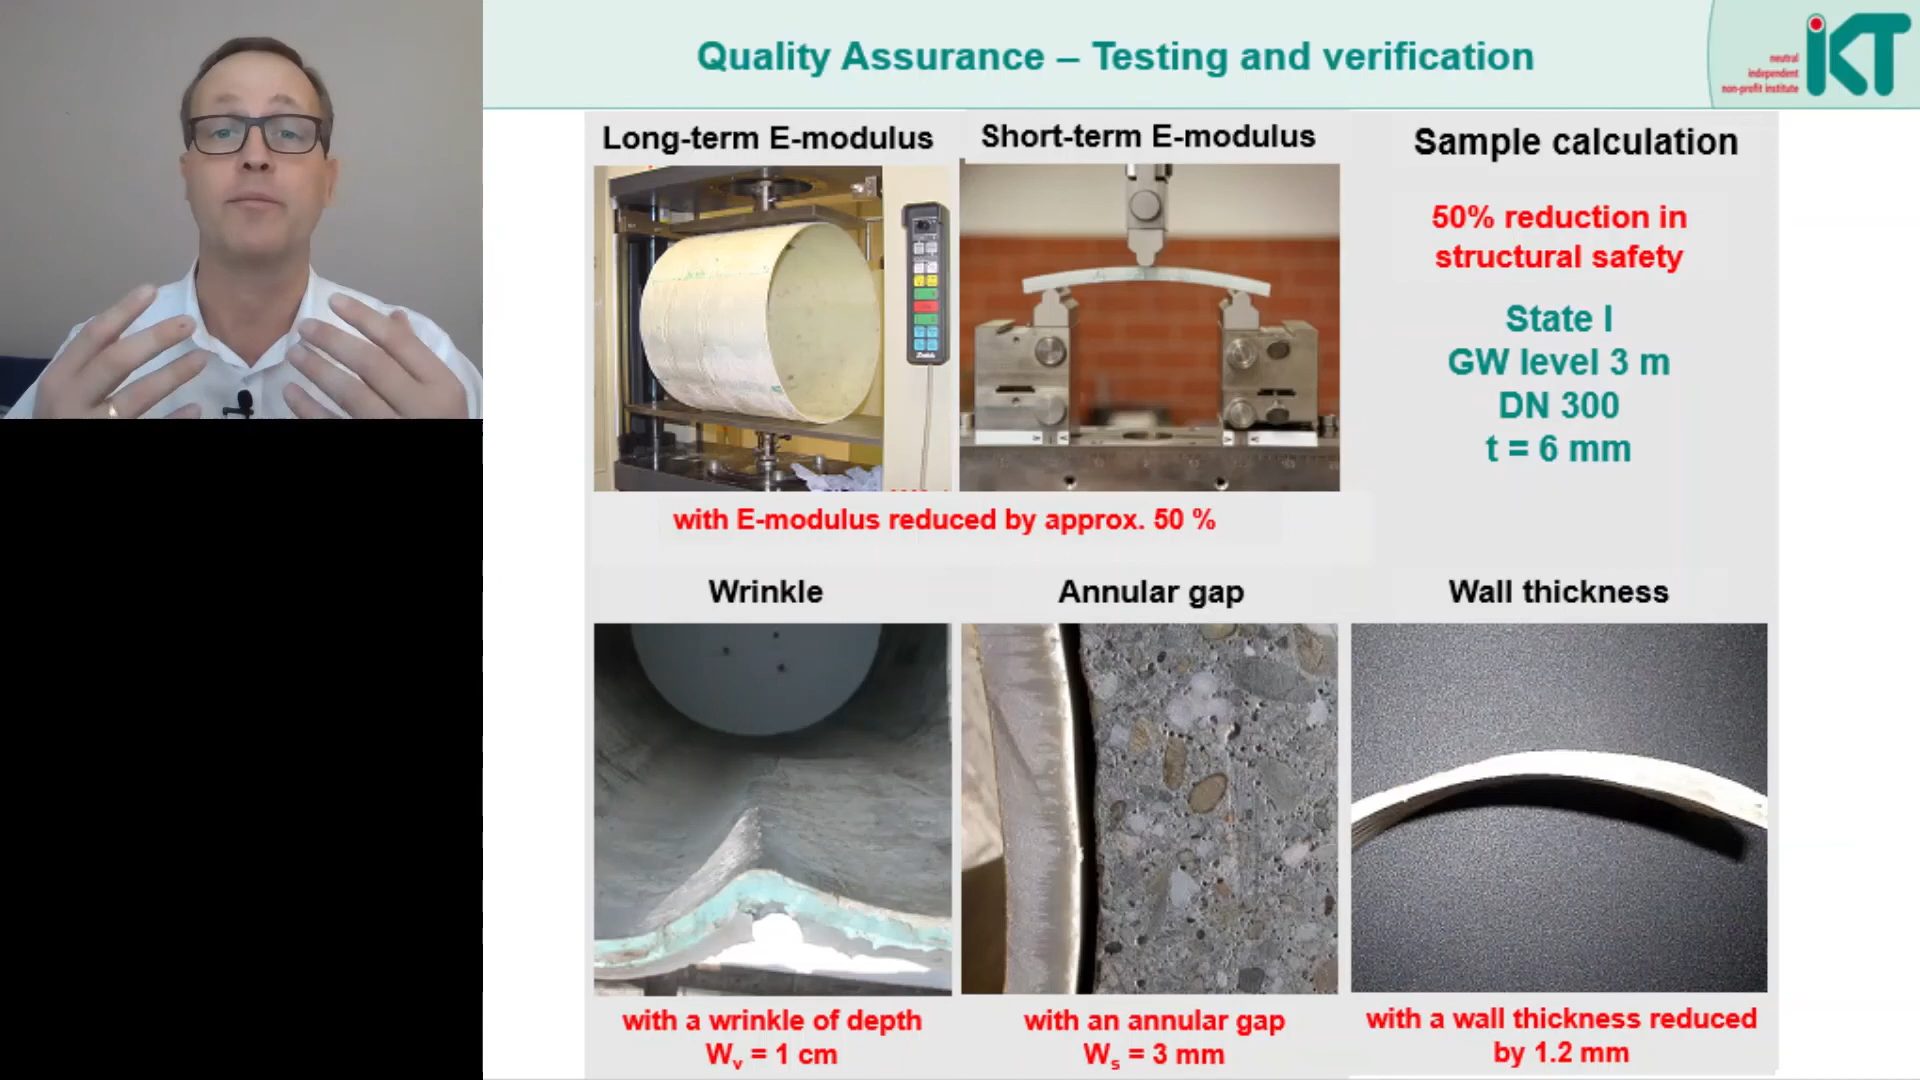 Quality Assurance – Testing and verification
neutral
independent
non-profit institute
iKT
Long-term E-modulus
Short-term E-modulus
Sample calculation
50% reduction in
structural safety
State I
GW level 3 m
DN 300
t = 6 mm
with E-modulus reduced by approx. 50 %
Wrinkle
Annular gap
Wall thickness
with a wrinkle of depth
Wv = 1 cm
with an annular gap
Ws = 3 mm
with a wall thickness reduced
by 1.2 mm